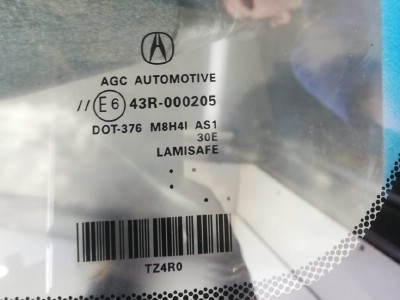 AGC AUTOMOTIVE
// E6 43R-000205
DOT-376 M8H4I AS1
30E
LAMISAFE
TZ4R0